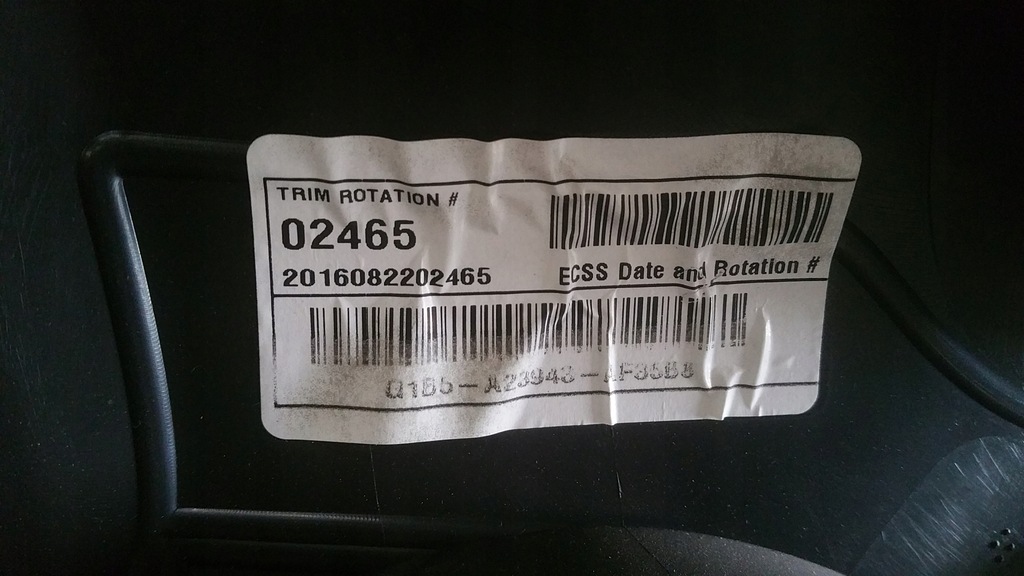 TRIM ROTATION #
02465
2016082202465
ECSS Date and Rotation #